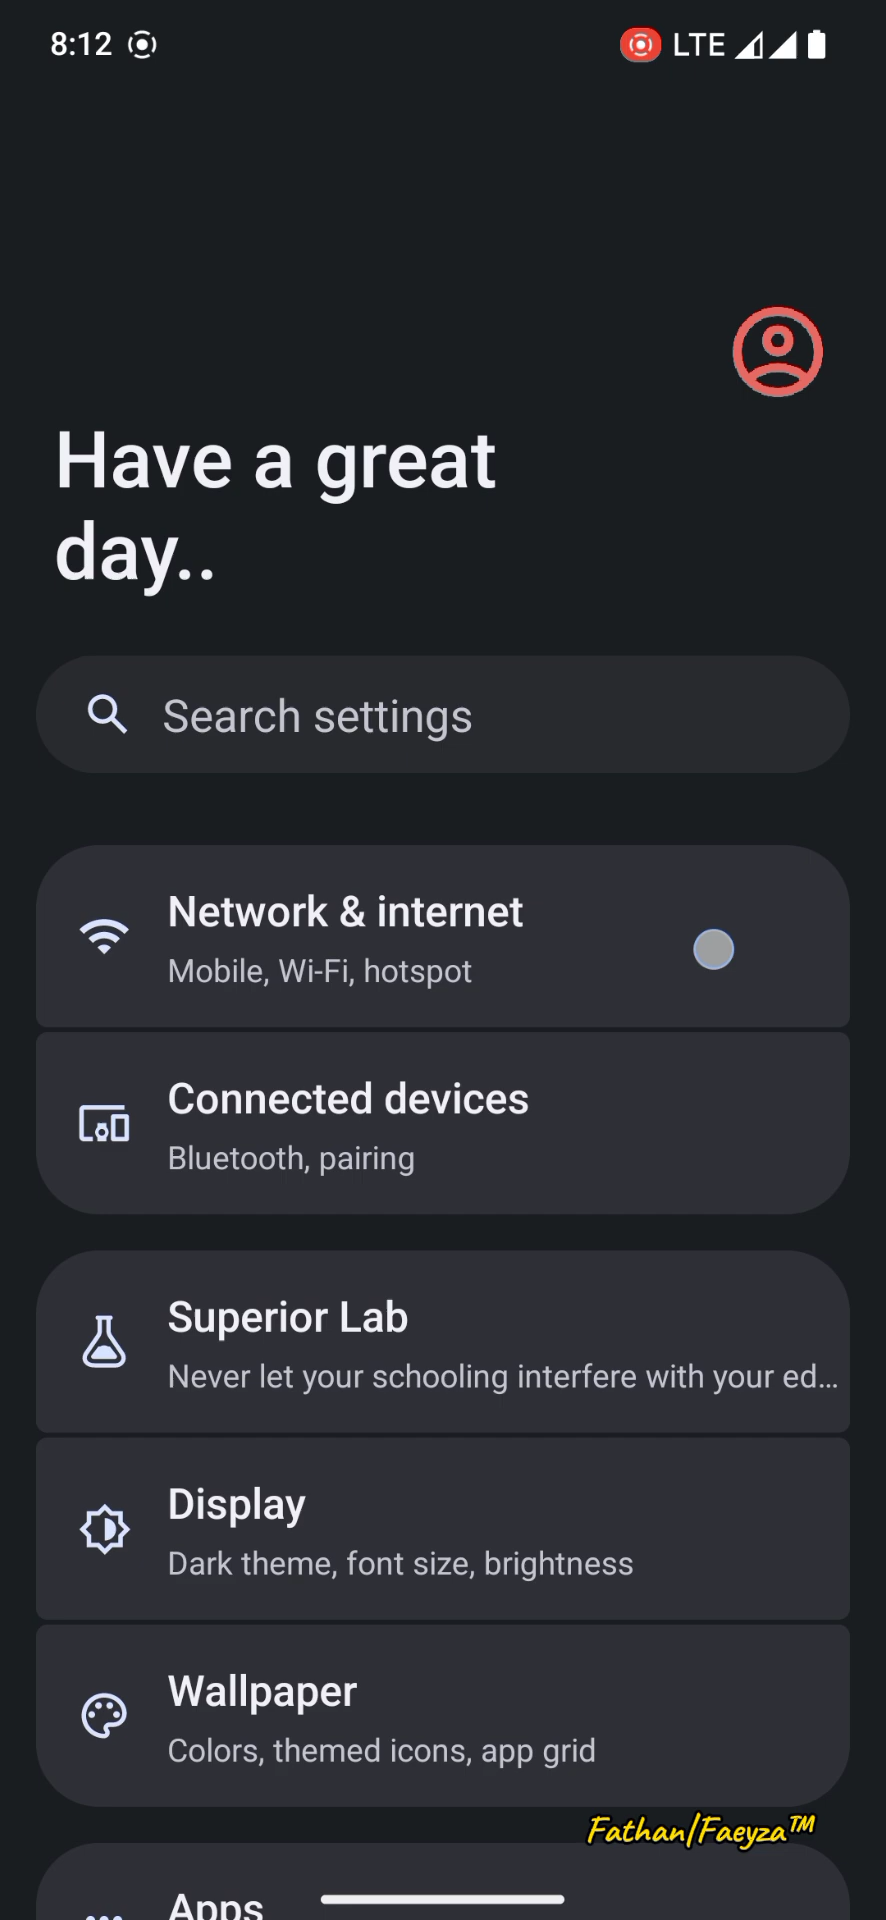 8:12
LTE
Have a great
day..
Search settings
Network & internet
Mobile, Wi-Fi, hotspot
Connected devices
Bluetooth, pairing
Superior Lab
Never let your schooling interfere with your ed...
Display
Dark theme, font size, brightness
Wallpaper
Colors, themed icons, app grid
Fathan/Faeyza™
Apps